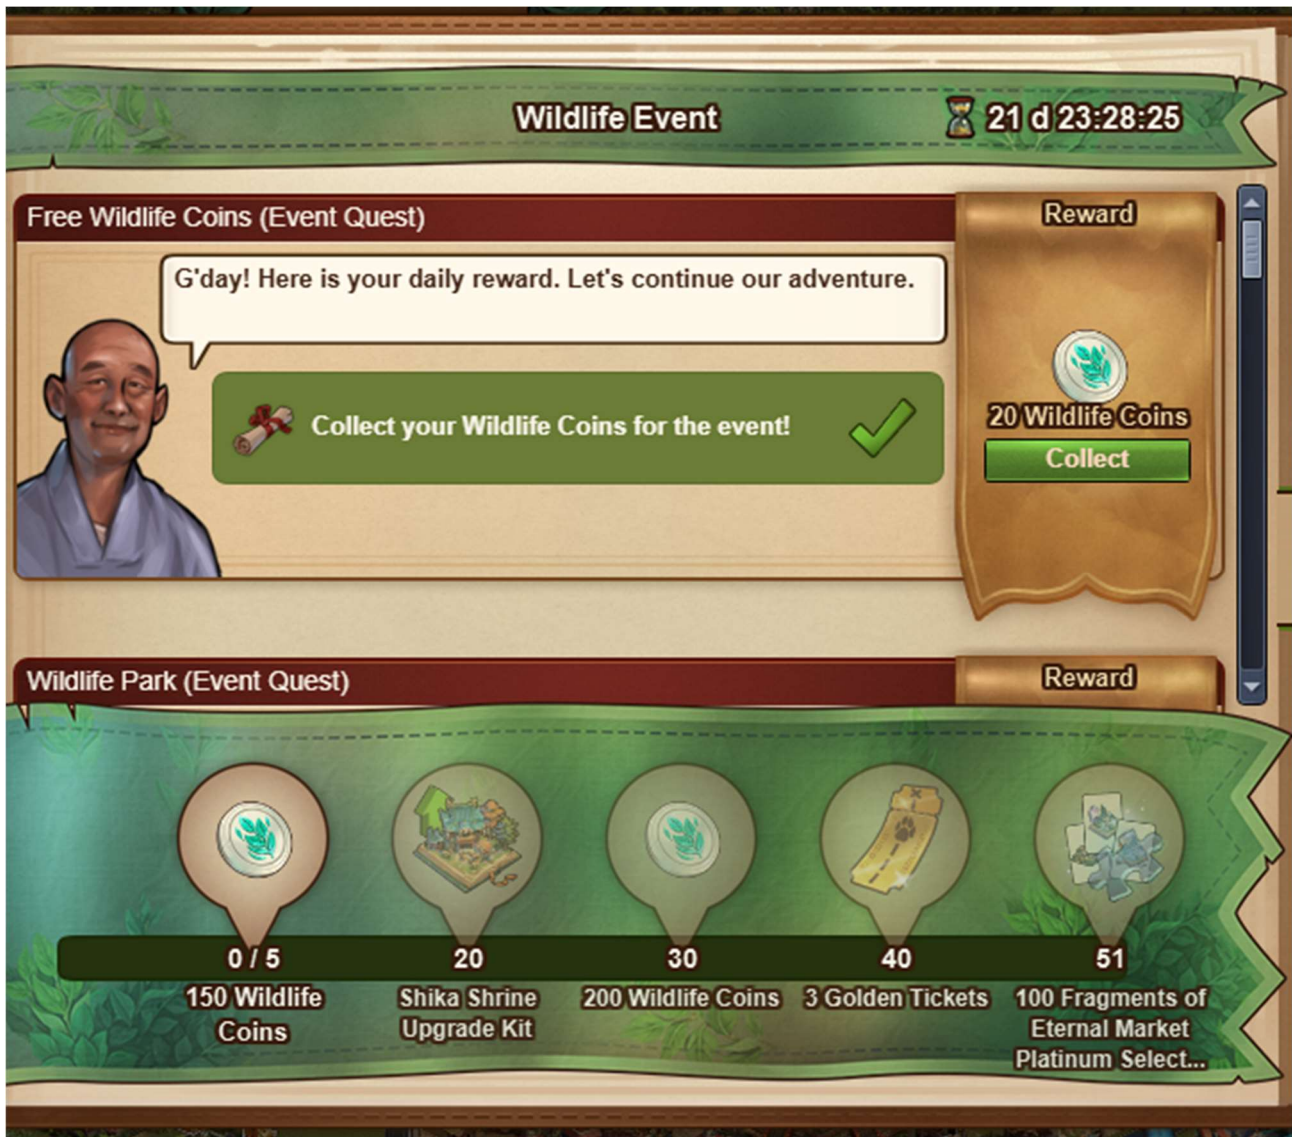 Wildlife Event
21 d 23:28:25
Free Wildlife Coins (Event Quest)
Reward
G'day! Here is your daily reward. Let's continue our adventure.
Collect your Wildlife Coins for the event!
20 Wildlife Coins
Collect
Wildlife Park (Event Quest)
Reward
0 / 5
20
30
40
51
150 Wildlife
Coins
Shika Shrine
Upgrade Kit
200 Wildlife Coins
3 Golden Tickets
100 Fragments of
Eternal Market
Platinum Select...